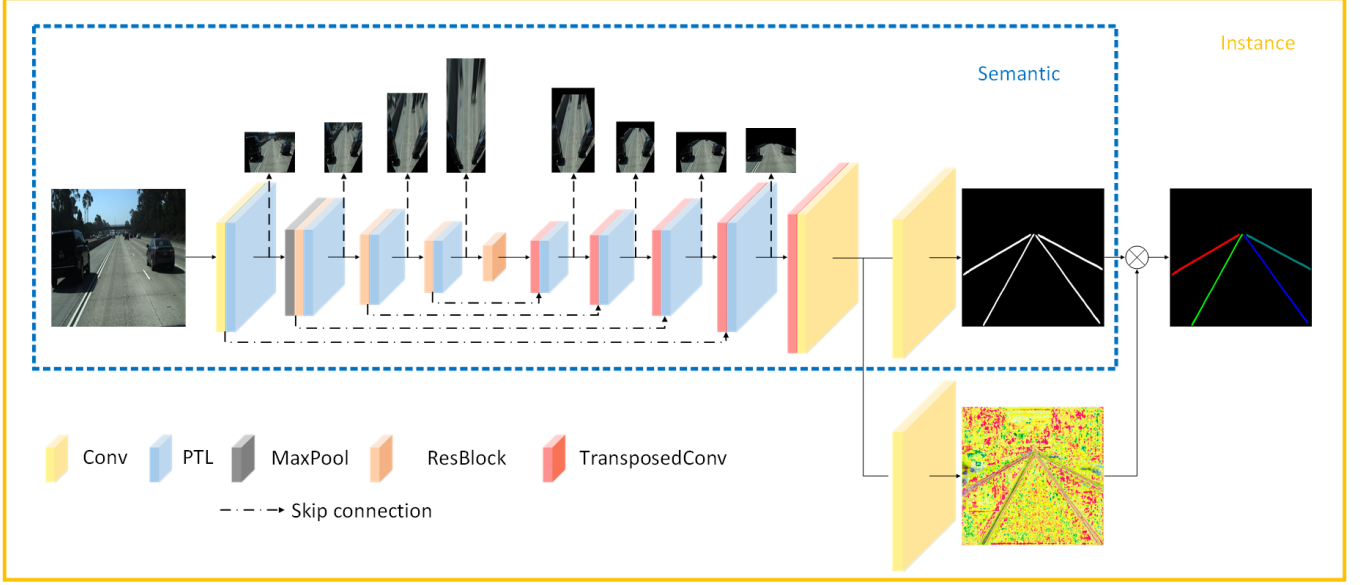 Instance
Semantic
Conv
PTL
MaxPool
ResBlock
TransposedConv
Skip connection